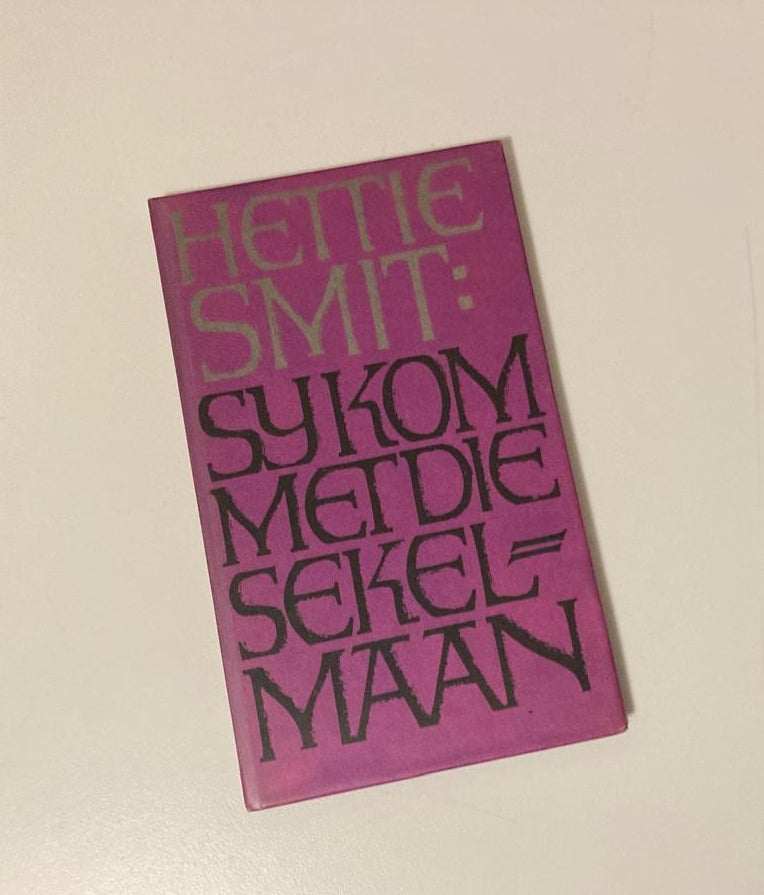 HETTIE
SMIT:
SY KOM
MET DIE
SEKEL=
MAAN